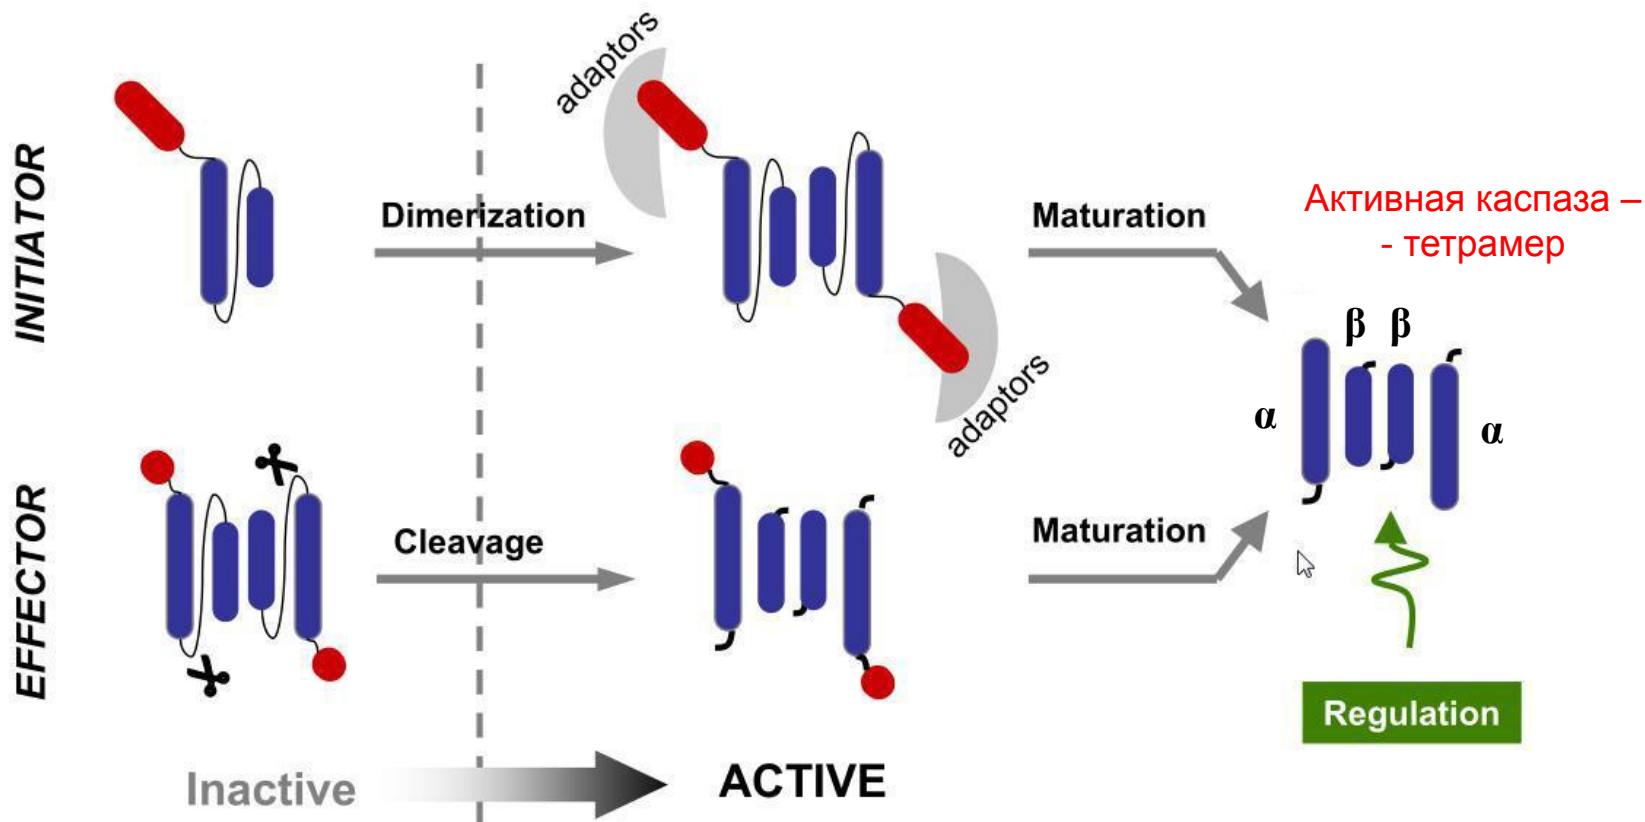 INITIATOR
adaptors
Dimerization
Maturation
adaptors
Активная каспаза –
- тетрамер
β β
α
α
EFFECTOR
Cleavage
Maturation
Regulation
Inactive
ACTIVE